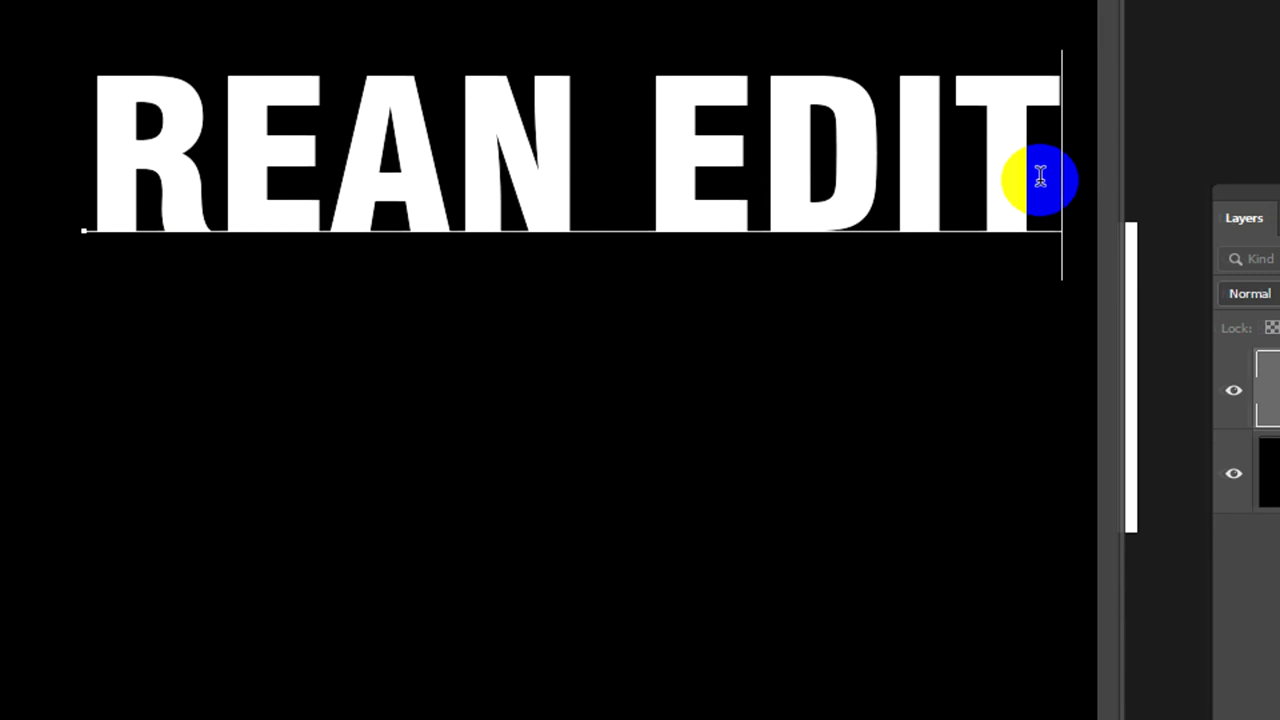 REAN EDIT
Layers
Kind
Normal
Lock: